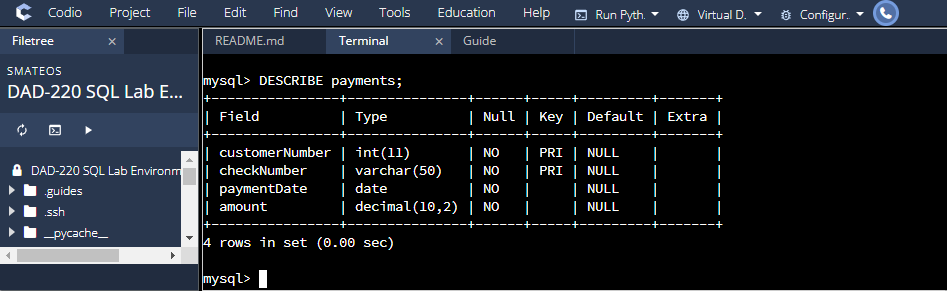 Codio Project File Edit Find View Tools Education Help Run Pyth. Virtual D. Configur.
Filetree × README.md Terminal × Guide
SMATEOS
DAD-220 SQL Lab E...
DAD-220 SQL Lab Environm
.guides
.ssh
__pycache__
mysql> DESCRIBE payments;
+----------------+---------------+------+-----+---------+-------+
| Field          | Type          | Null | Key | Default | Extra |
+----------------+---------------+------+-----+---------+-------+
| customerNumber | int(11)       | NO   | PRI | NULL    |       |
| checkNumber    | varchar(50)   | NO   | PRI | NULL    |       |
| paymentDate    | date          | NO   |     | NULL    |       |
| amount         | decimal(10,2) | NO   |     | NULL    |       |
+----------------+---------------+------+-----+---------+-------+
4 rows in set (0.00 sec)
mysql>